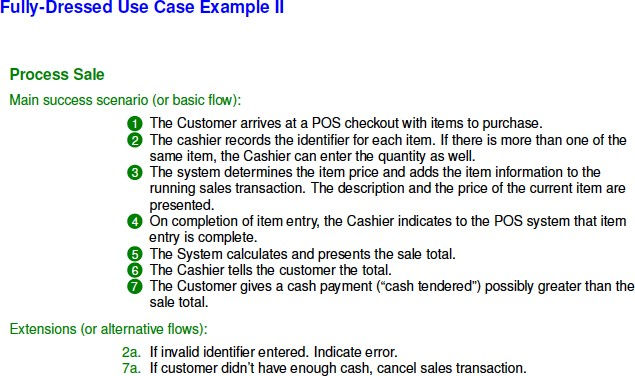 Fully-Dressed Use Case Example II
Process Sale
Main success scenario (or basic flow):
1 The Customer arrives at a POS checkout with items to purchase.
2 The cashier records the identifier for each item. If there is more than one of the
same item, the Cashier can enter the quantity as well.
3 The system determines the item price and adds the item information to the
running sales transaction. The description and the price of the current item are
presented.
4 On completion of item entry, the Cashier indicates to the POS system that item
entry is complete.
5 The System calculates and presents the sale total.
6 The Cashier tells the customer the total.
7 The Customer gives a cash payment (“cash tendered”) possibly greater than the
sale total.
Extensions (or alternative flows):
2a. If invalid identifier entered. Indicate error.
7a. If customer didn’t have enough cash, cancel sales transaction.